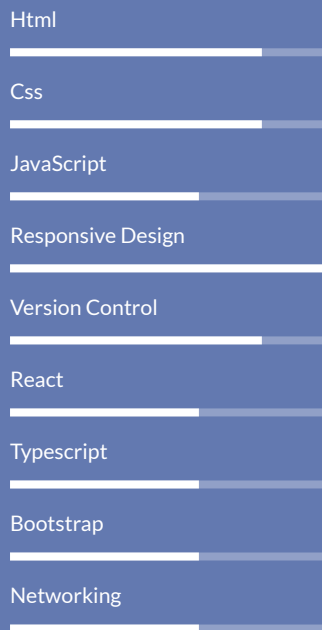 Html
Css
JavaScript
Responsive Design
Version Control
React
Typescript
Bootstrap
Networking